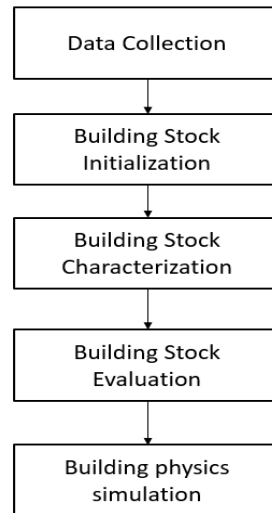 Data Collection
Building Stock
Initialization
Building Stock
Characterization
Building Stock
Evaluation
Building physics
simulation